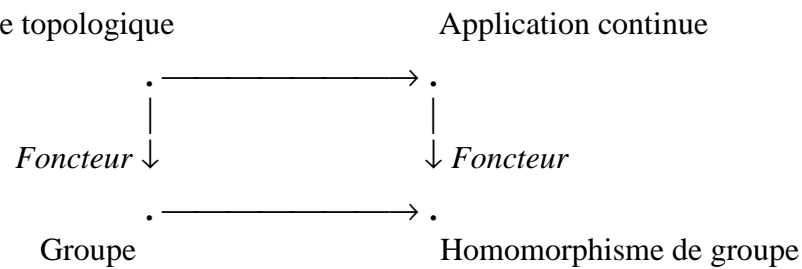 e topologique Application continue
Foncteur Foncteur
Groupe Homomorphisme de groupe